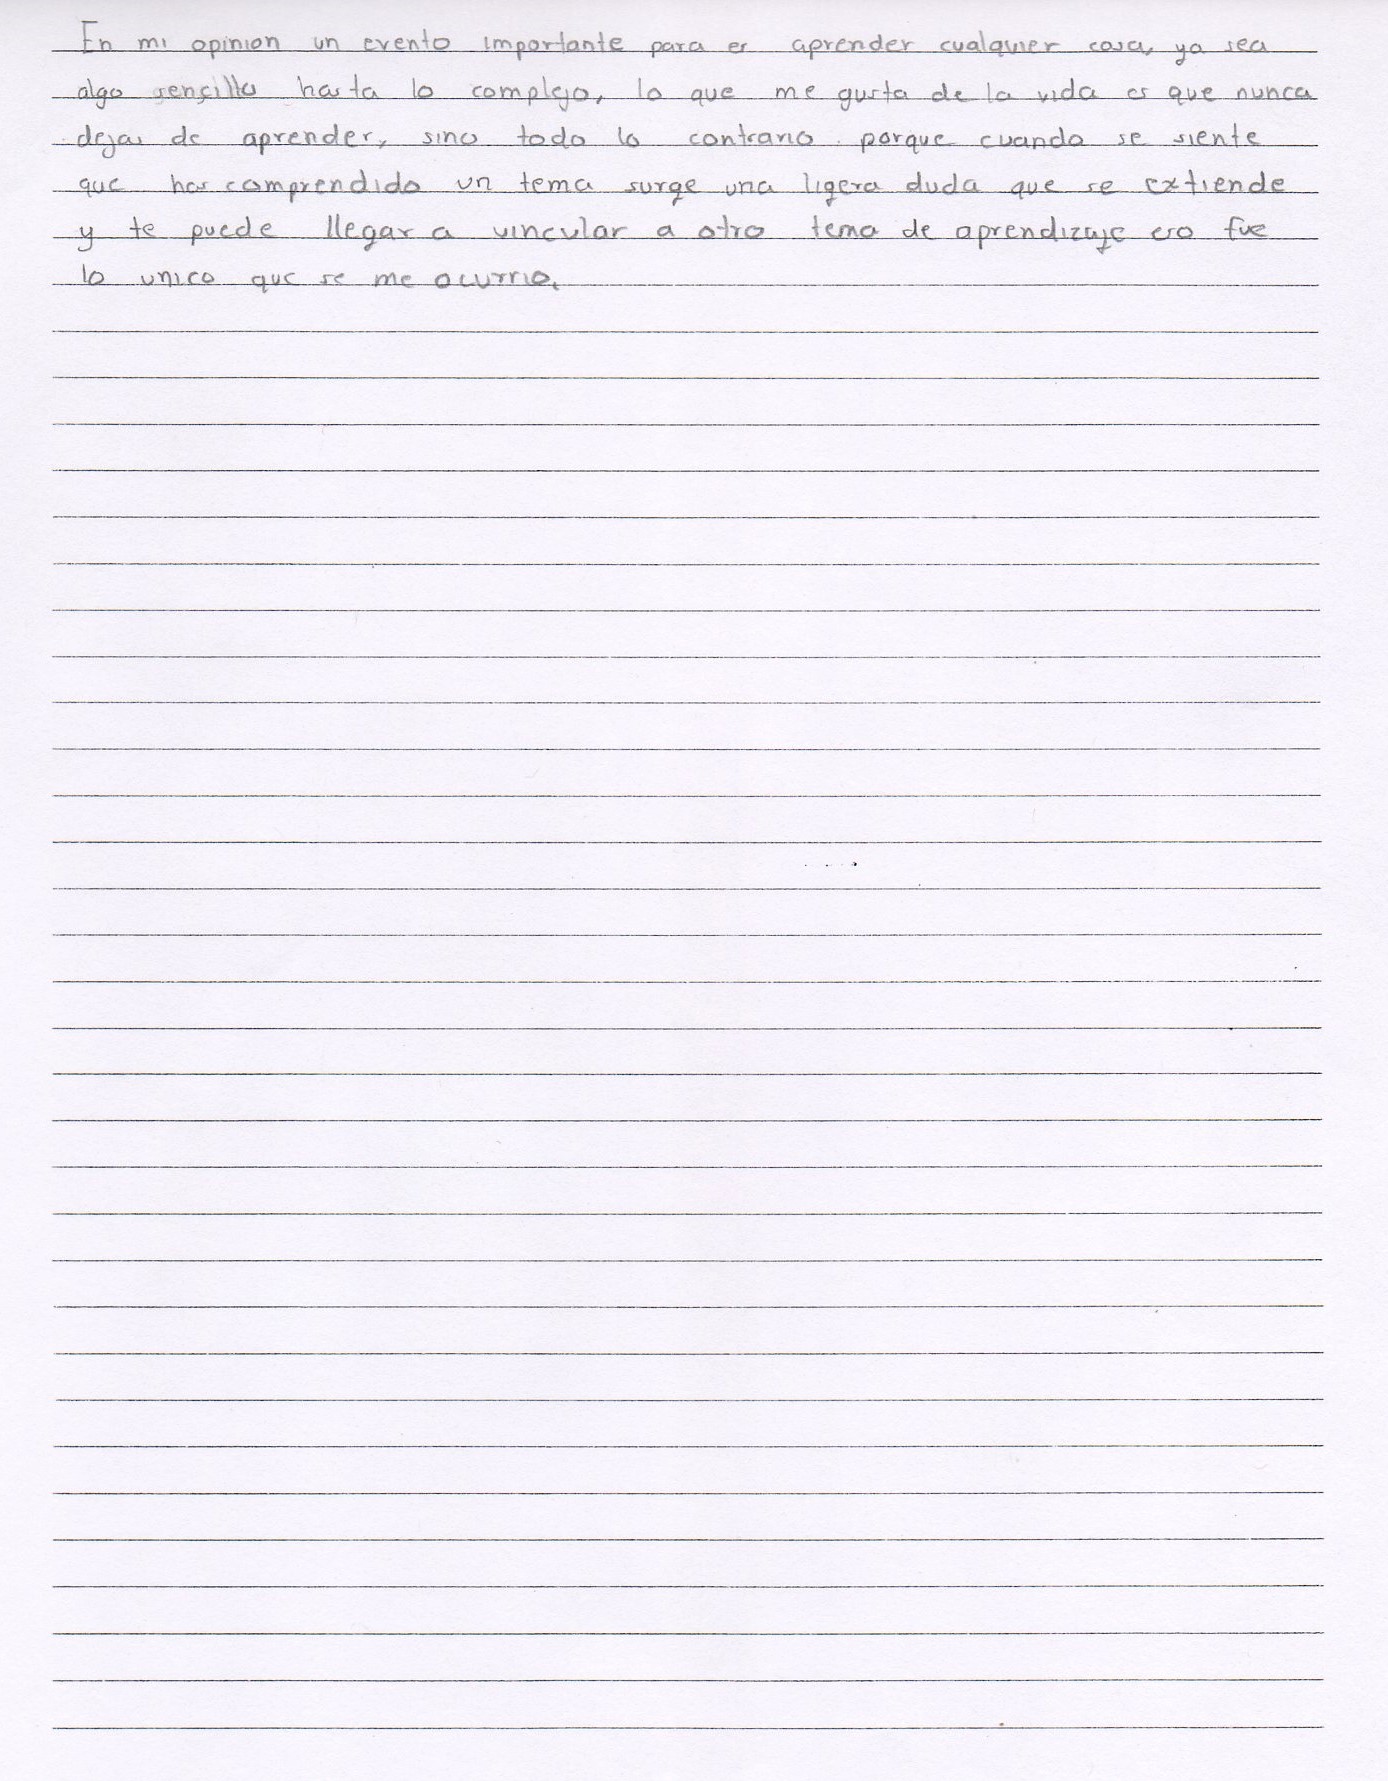 En mi opinion un evento importante para es aprender cualquier cosa, ya sea
algo sencillo hasta lo complejo, lo que me gusta de la vida es que nunca
dejas de aprender, sino todo lo contrario porque cuando se siente
que has comprendido un tema surge una ligera duda que se extiende
y te puede llegar a vincular a otro tema de aprendizaje eso fue
lo unico que se me ocurrio.